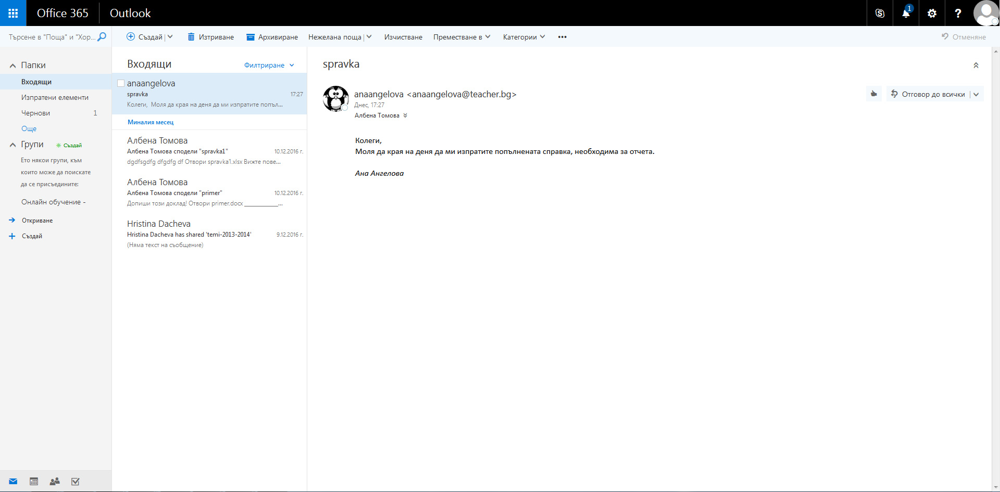 Office 365
Outlook
1
Търсене в "Поща" и "Хор...
Създай
Изтриване
Архивиране
Нежелана поща
Изчистване
Преместване в
Категории
•••
Отменяне
Папки
Входящи
Изпратени елементи
Чернови 1
Още
Групи
Създай
Ето някои групи, към
които може да поискате
да се присъедините:
Онлайн обучение -
Откриване
Създай
Входящи
Филтриране
anaangelova
spravka 17:27
Колеги, Моля да края на деня да ми изпратите попъл...
Миналия месец
Албена Томова
Албена Томова сподели "spravka1" 10.12.2016 г.
dgdfsgdfg dfgdfg df Отвори spravka1.xlsx Вижте пове...
Албена Томова
Албена Томова сподели "primer" 10.12.2016 г.
Допиши този доклад! Отвори primer.docx ____________...
Hristina Dacheva
Hristina Dacheva has shared 'temi-2013-2014' 9.12.2016 г.
(Няма текст на съобщение)
spravka
anaangelova <anaangelova@teacher.bg>
Днес, 17:27
Албена Томова
Отговор до всички
Колеги,
Моля да края на деня да ми изпратите попълнената справка, необходима за отчета.
Ана Ангелова